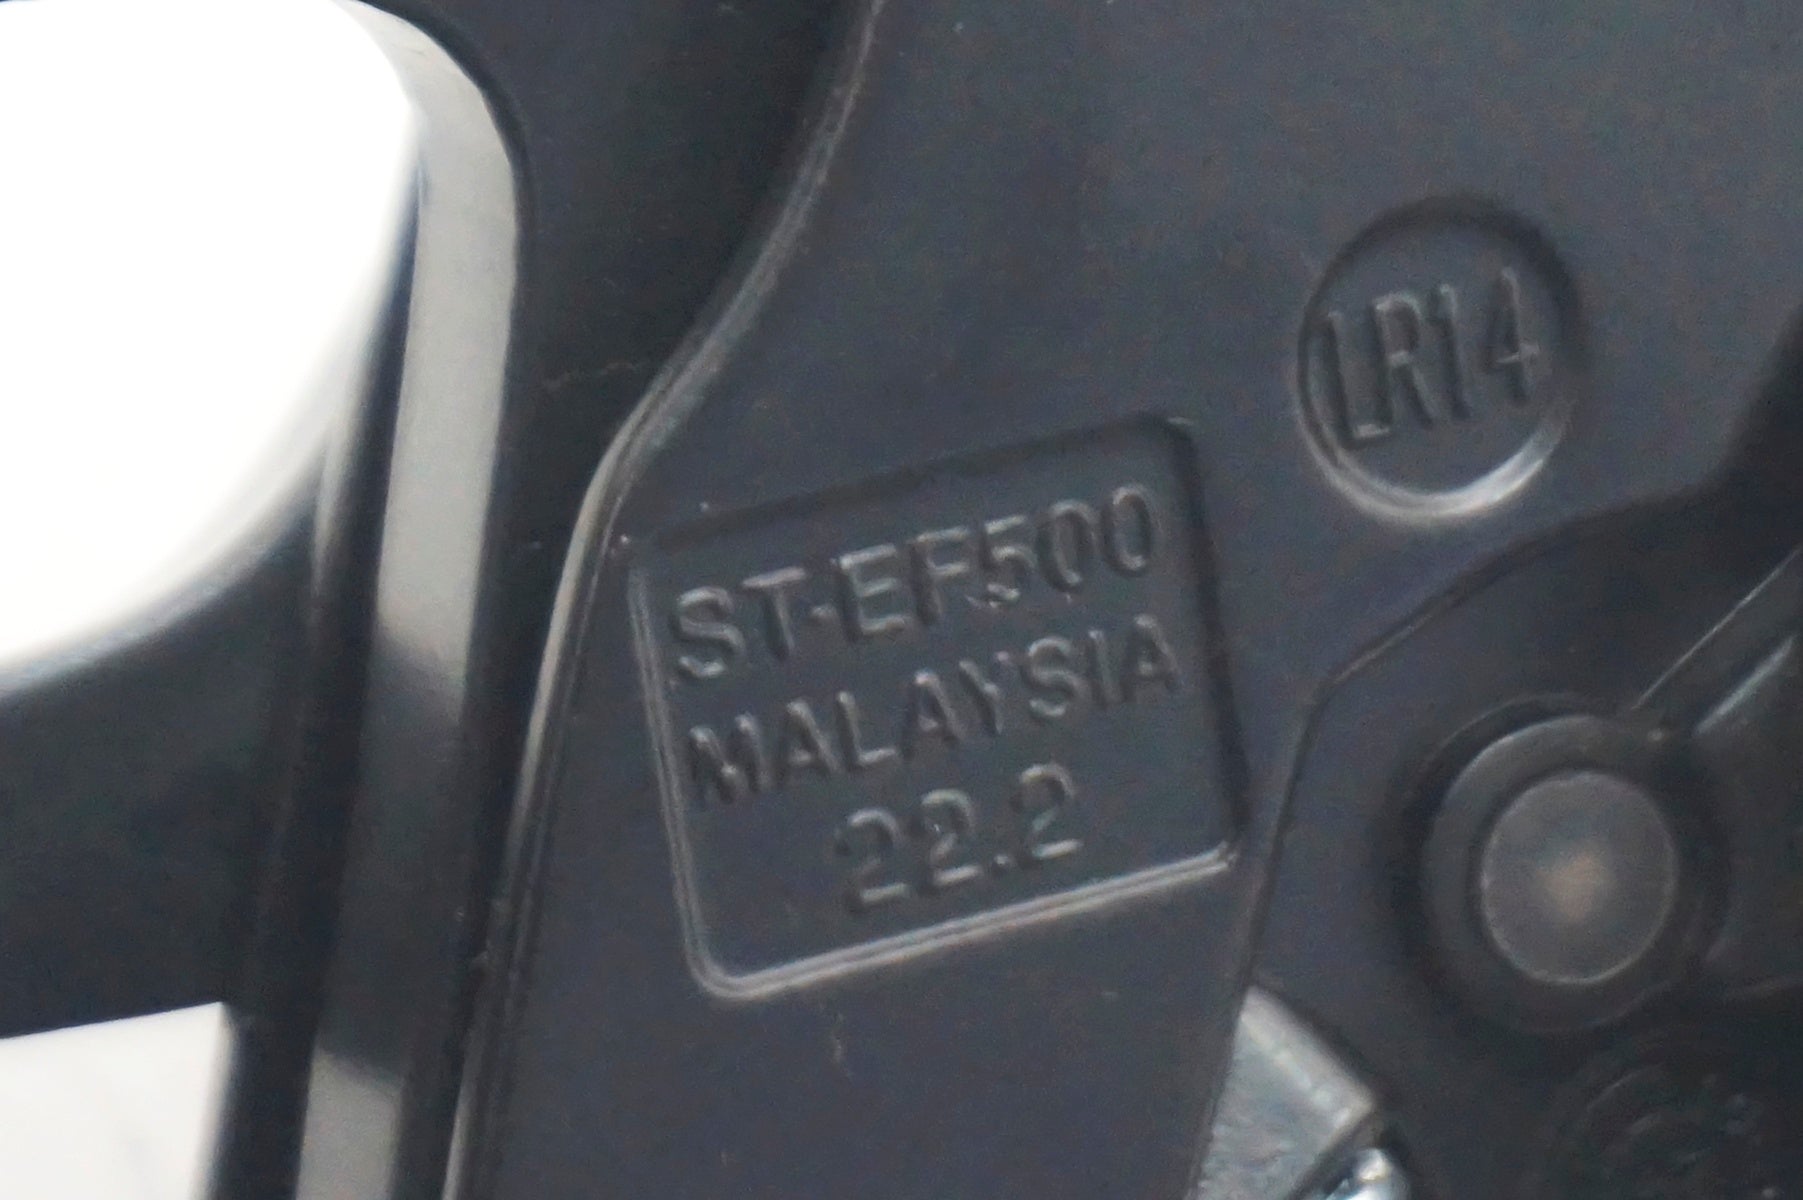 LR14
ST-EF500
MALAYSIA
22.2